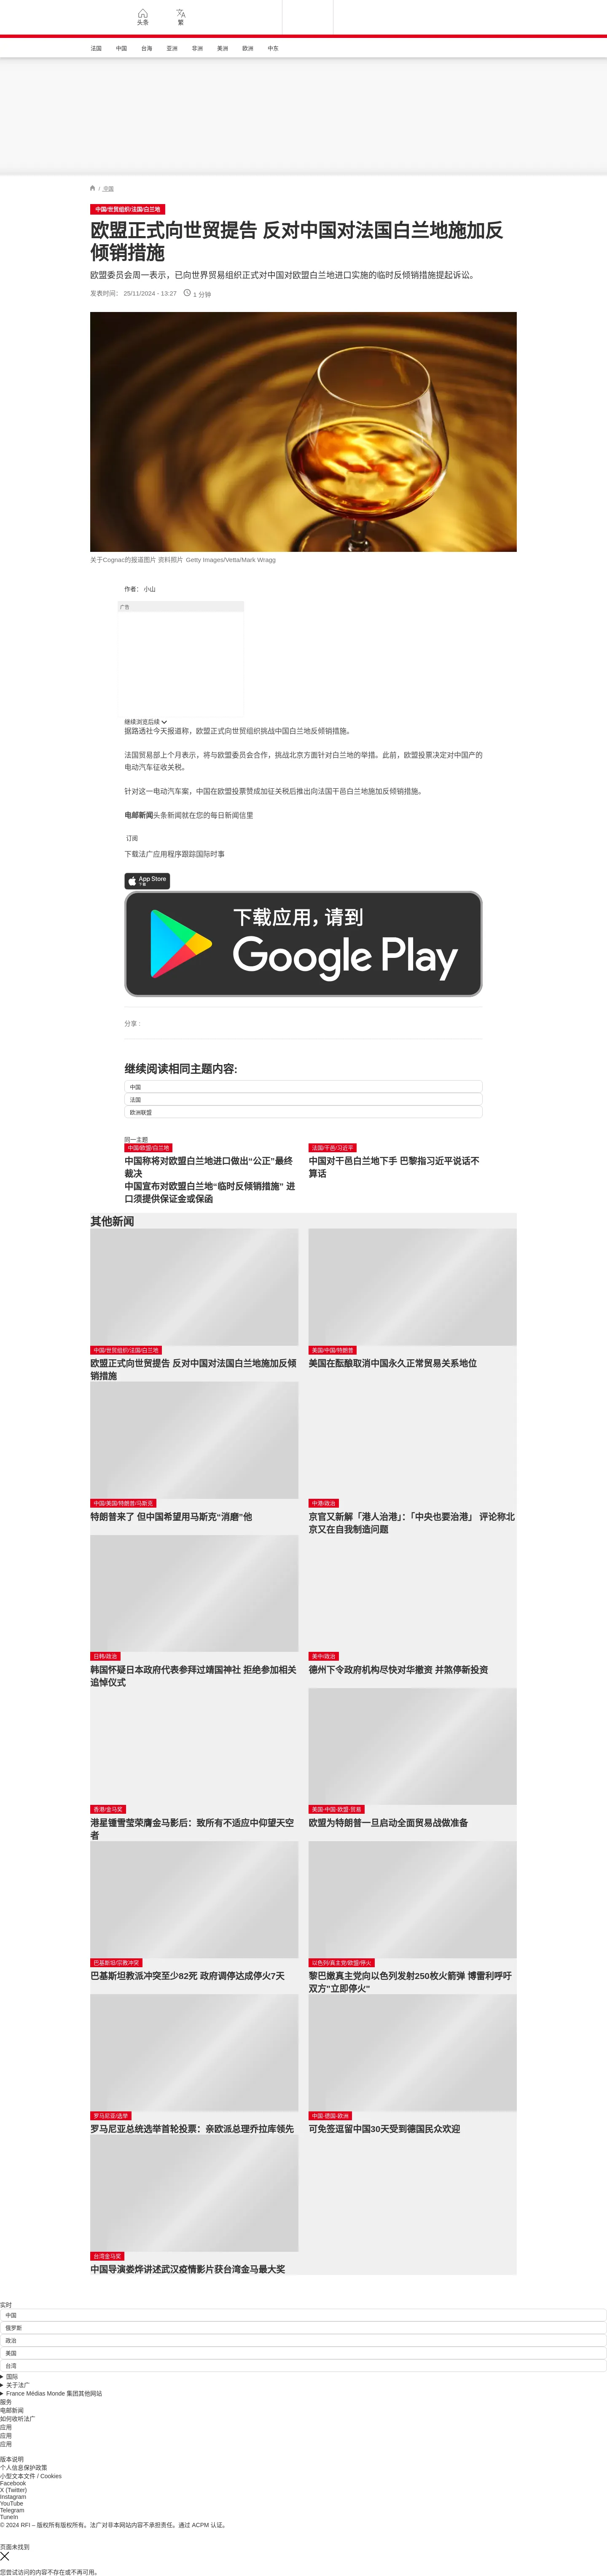 头条
繁
法国 中国 台海 亚洲 非洲 美洲 欧洲 中东
/ 中国
中国/世贸组织/法国/白兰地
欧盟正式向世贸提告 反对中国对法国白兰地施加反
倾销措施
欧盟委员会周一表示，已向世界贸易组织正式对中国对欧盟白兰地进口实施的临时反倾销措施提起诉讼。
发表时间： 25/11/2024 - 13:27 1 分钟
关于Cognac的报道图片 资料照片 Getty Images/Vetta/Mark Wragg
作者： 小山
广告
继续浏览后续
据路透社今天报道称，欧盟正式向世贸组织挑战中国白兰地反倾销措施。
法国贸易部上个月表示，将与欧盟委员会合作，挑战北京方面针对白兰地的举措。此前，欧盟投票决定对中国产的
电动汽车征收关税。
针对这一电动汽车案，中国在欧盟投票赞成加征关税后推出向法国干邑白兰地施加反倾销措施。
电邮新闻头条新闻就在您的每日新闻信里
订阅
下载法广应用程序跟踪国际时事
App Store
下载
下载应用，请到
Google Play
分享 :
继续阅读相同主题内容:
中国
法国
欧洲联盟
同一主题
中国/欧盟/白兰地
中国称将对欧盟白兰地进口做出“公正”最终
裁决
中国宣布对欧盟白兰地“临时反倾销措施” 进
口须提供保证金或保函
法国/干邑/习近平
中国对干邑白兰地下手 巴黎指习近平说话不
算话
其他新闻
中国/世贸组织/法国/白兰地
欧盟正式向世贸提告 反对中国对法国白兰地施加反倾
销措施
美国/中国/特朗普
美国在酝酿取消中国永久正常贸易关系地位
中国/美国/特朗普/马斯克
特朗普来了 但中国希望用马斯克“消磨”他
中港/政治
京官又新解「港人治港」：「中央也要治港」 评论称北
京又在自我制造问题
日韩/政治
韩国怀疑日本政府代表参拜过靖国神社 拒绝参加相关
追悼仪式
美中/政治
德州下令政府机构尽快对华撤资 并煞停新投资
香港/金马奖
港星锺雪莹荣膺金马影后：致所有不适应中仰望天空
者
美国-中国-欧盟-贸易
欧盟为特朗普一旦启动全面贸易战做准备
巴基斯坦/宗教冲突
巴基斯坦教派冲突至少82死 政府调停达成停火7天
以色列/真主党/欧盟/停火
黎巴嫩真主党向以色列发射250枚火箭弹 博雷利呼吁
双方"立即停火"
罗马尼亚/选举
罗马尼亚总统选举首轮投票：亲欧派总理乔拉库领先
中国-德国-欧洲
可免签逗留中国30天受到德国民众欢迎
台湾金马奖
中国导演娄烨讲述武汉疫情影片获台湾金马最大奖
实时
中国
俄罗斯
政治
美国
台湾
国际
关于法广
France Médias Monde 集团其他网站
服务
电邮新闻
如何收听法广
应用
应用
应用
版本说明
个人信息保护政策
小型文本文件 / Cookies
Facebook
X (Twitter)
Instagram
YouTube
Telegram
TuneIn
© 2024 RFI – 版权所有版权所有。法广对非本网站内容不承担责任。通过 ACPM 认证。
页面未找到
您尝试访问的内容不存在或不再可用。